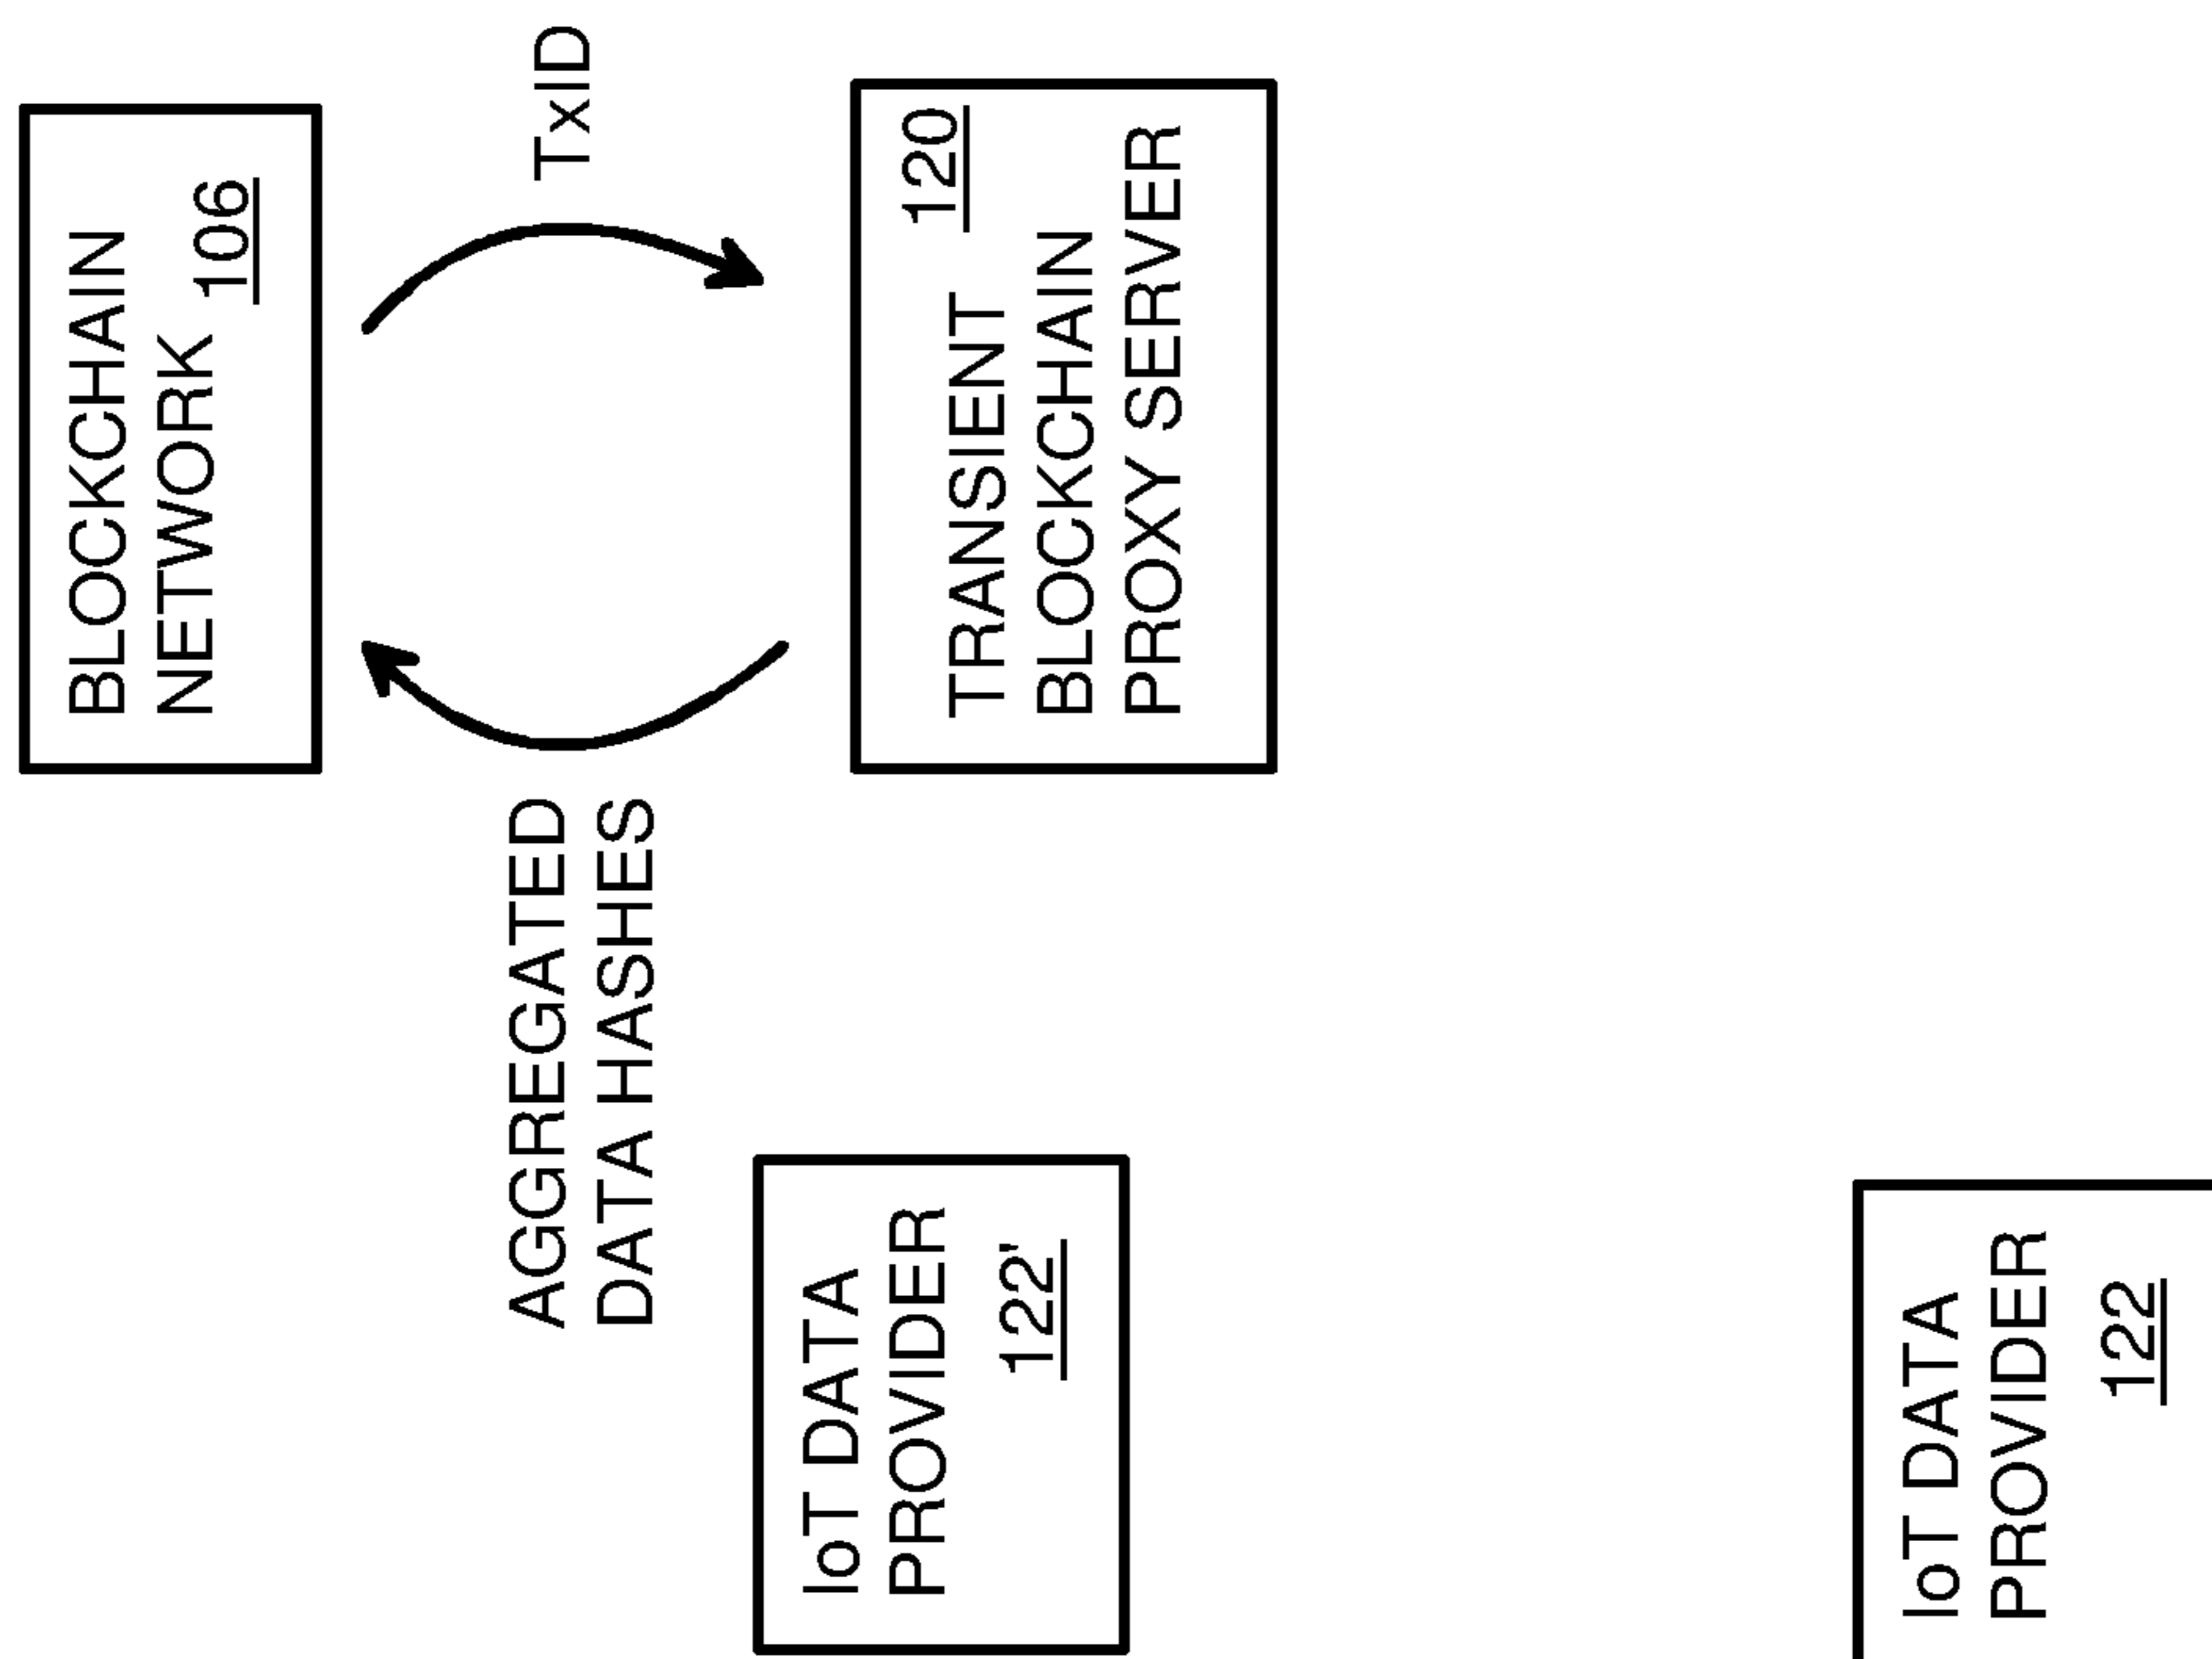 BLOCKCHAIN
NETWORK
106
TxID
AGGREGATED
DATA HASHES
120
TRANSIENT
BLOCKCHAIN
PROXY SERVER
IoT DATA
PROVIDER
122'
IoT DATA
PROVIDER
122